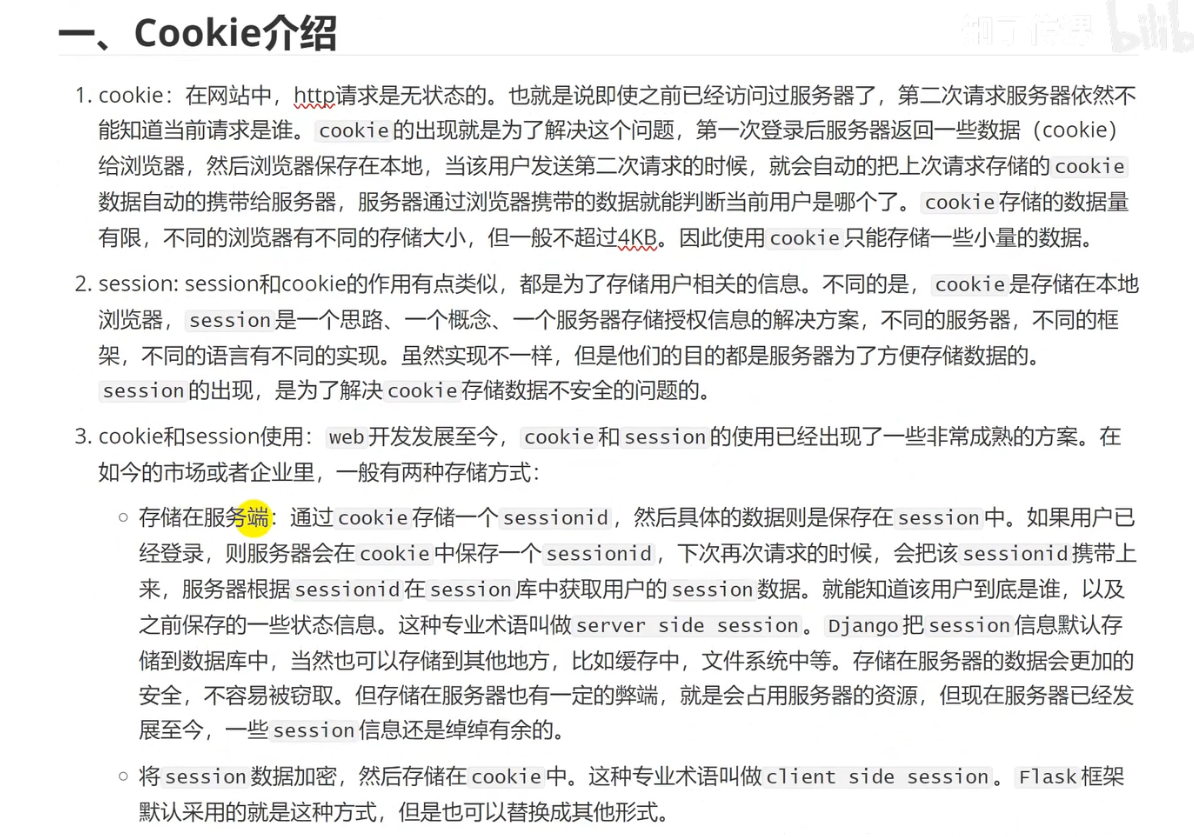 一、Cookie介绍
知了传课 bilib
1. cookie：在网站中，http请求是无状态的。也就是说即使之前已经访问过服务器了，第二次请求服务器依然不
能知道当前请求是谁。cookie的出现就是为了解决这个问题，第一次登录后服务器返回一些数据（cookie）
给浏览器，然后浏览器保存在本地，当该用户发送第二次请求的时候，就会自动的把上次请求存储的cookie
数据自动的携带给服务器，服务器通过浏览器携带的数据就能判断当前用户是哪个了。cookie存储的数据量
有限，不同的浏览器有不同的存储大小，但一般不超过4KB。因此使用cookie只能存储一些小量的数据。
2. session: session和cookie的作用有点类似，都是为了存储用户相关的信息。不同的是，cookie是存储在本地
浏览器，session是一个思路、一个概念、一个服务器存储授权信息的解决方案，不同的服务器，不同的框
架，不同的语言有不同的实现。虽然实现不一样，但是他们的目的都是服务器为了方便存储数据的。
session的出现，是为了解决cookie存储数据不安全的问题的。
3. cookie和session使用：web开发发展至今，cookie和session的使用已经出现了一些非常成熟的方案。在
如今的市场或者企业里，一般有两种存储方式：
○ 存储在服务端：通过cookie存储一个sessionid，然后具体的数据则是保存在session中。如果用户已
经登录，则服务器会在cookie中保存一个sessionid，下次再次请求的时候，会把该sessionid携带上
来，服务器根据sessionid在session库中获取用户的session数据。就能知道该用户到底是谁，以及
之前保存的一些状态信息。这种专业术语叫做server side session。Django把session信息默认存
储到数据库中，当然也可以存储到其他地方，比如缓存中，文件系统中等。存储在服务器的数据会更加的
安全，不容易被窃取。但存储在服务器也有一定的弊端，就是会占用服务器的资源，但现在服务器已经发
展至今，一些session信息还是绰绰有余的。
○ 将session数据加密，然后存储在cookie中。这种专业术语叫做client side session。Flask框架
默认采用的就是这种方式，但是也可以替换成其他形式。